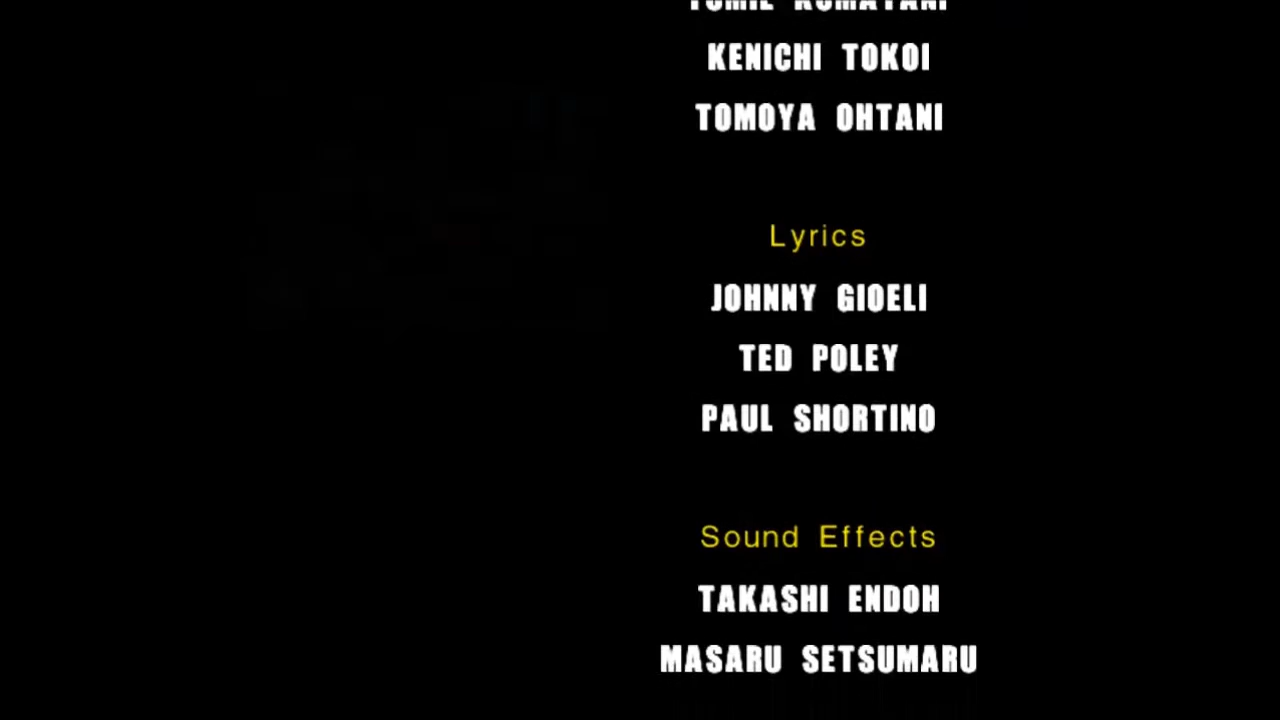 KENICHI TOKOI
TOMOYA OHTANI
Lyrics
JOHNNY GIOELI
TED POLEY
PAUL SHORTINO
Sound Effects
TAKASHI ENDOH
MASARU SETSUMARU